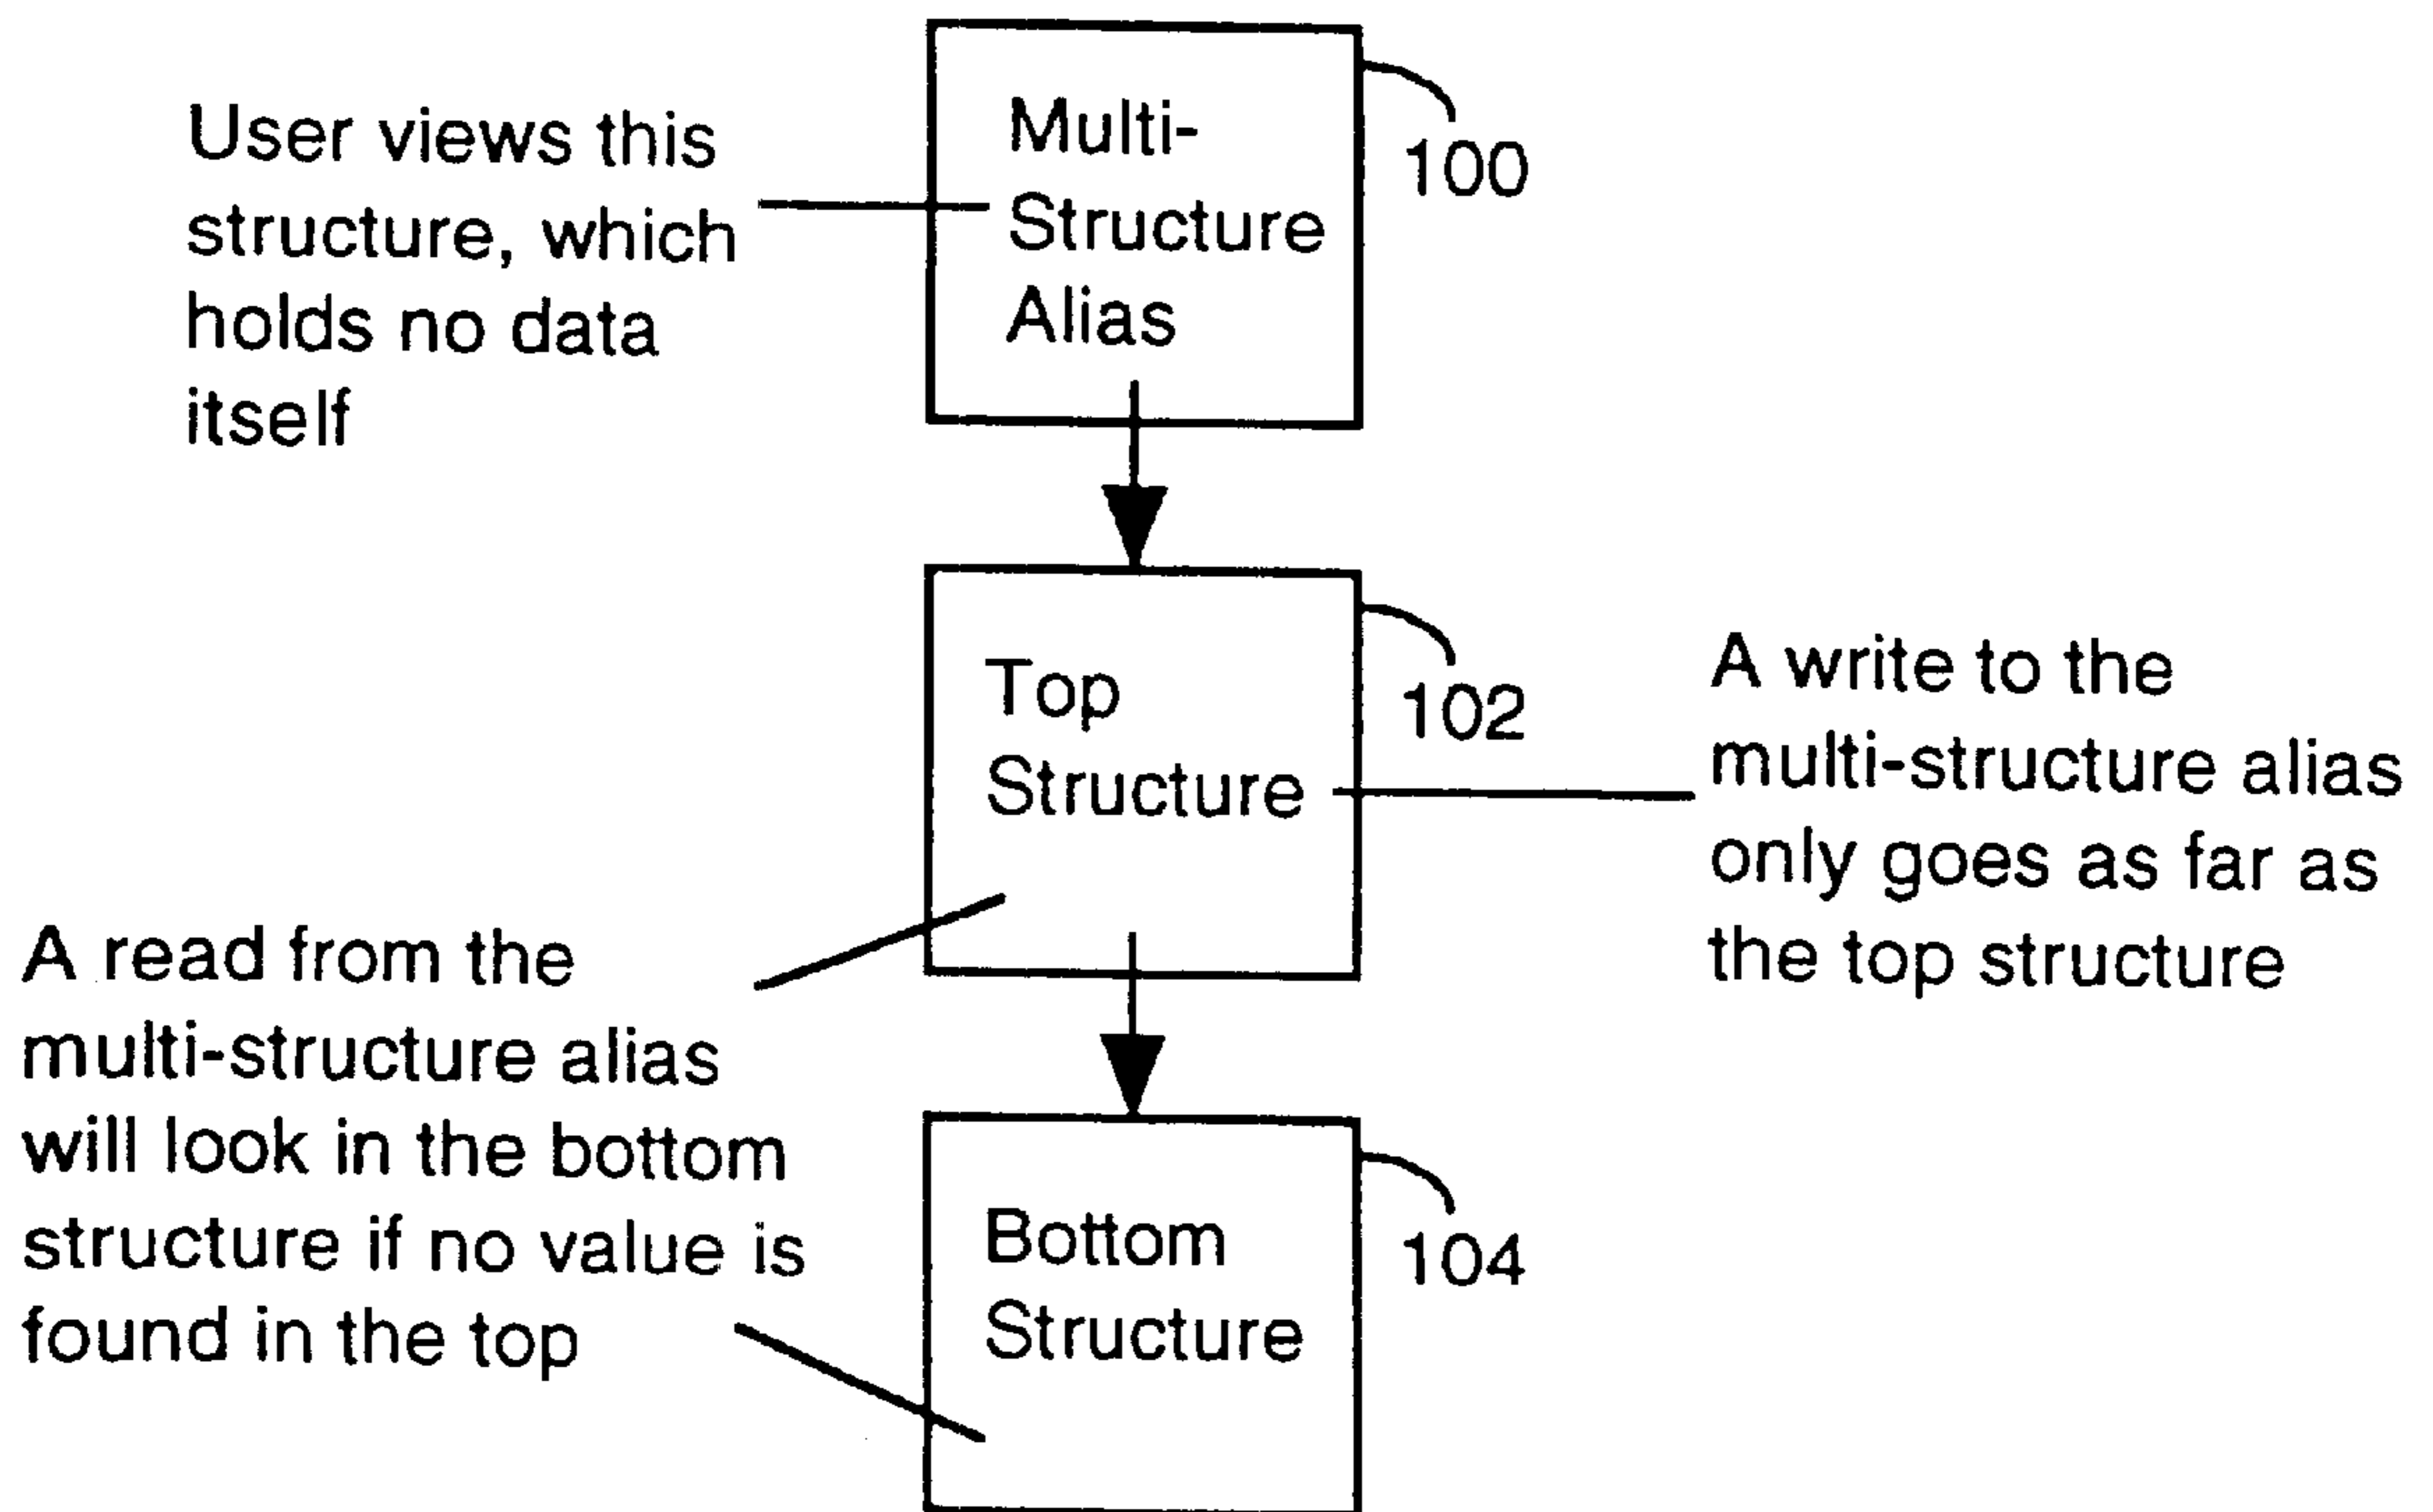 User views this
structure, which
holds no data
itself
Multi-
Structure
Alias
100
Top
Structure
102
A write to the
multi-structure alias
only goes as far as
the top structure
A read from the
multi-structure alias
will look in the bottom
structure if no value is
found in the top
Bottom
Structure
104